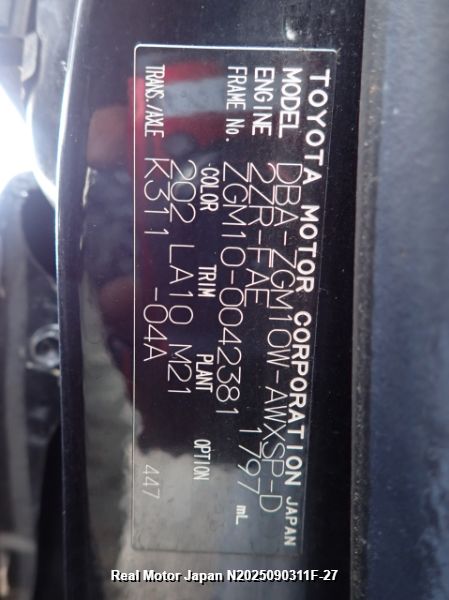 TOYOTA MOTOR CORPORATION JAPAN
MODEL DBA-ZGM10W-AWXSP-D
ENGINE 2ZR-FAE 1797 mL
FRAME No. ZGM10-0042381
COLOR TRIM PLANT OPTION
202 LA10 M21
TRANS./AXLE K311 -04A 447
Real Motor Japan N2025090311F-27